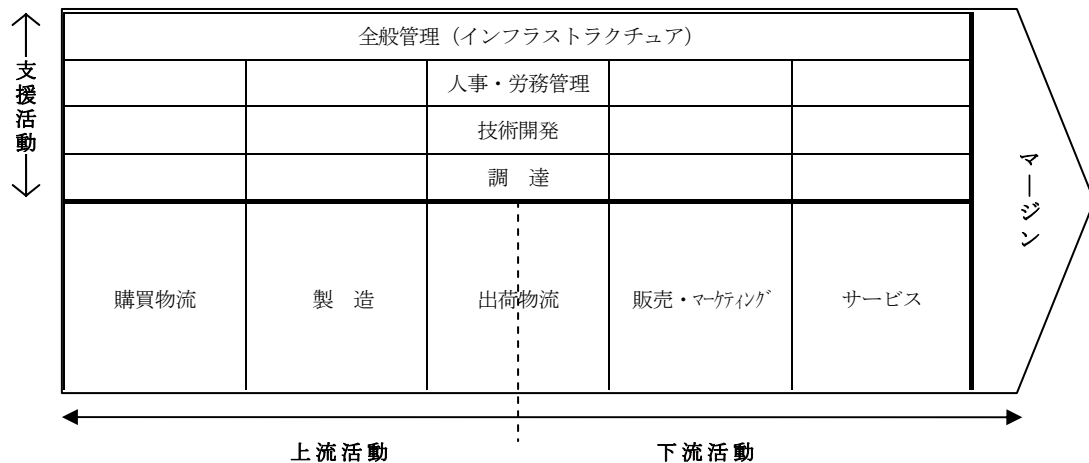 全般管理（インフラストラクチュア）
支援活動
人事・労務管理
技術開発
調　達
マージン
購買物流
製　造
出荷物流
販売・ﾏｰｹﾃｨﾝｸﾞ
サービス
上流活動
下流活動